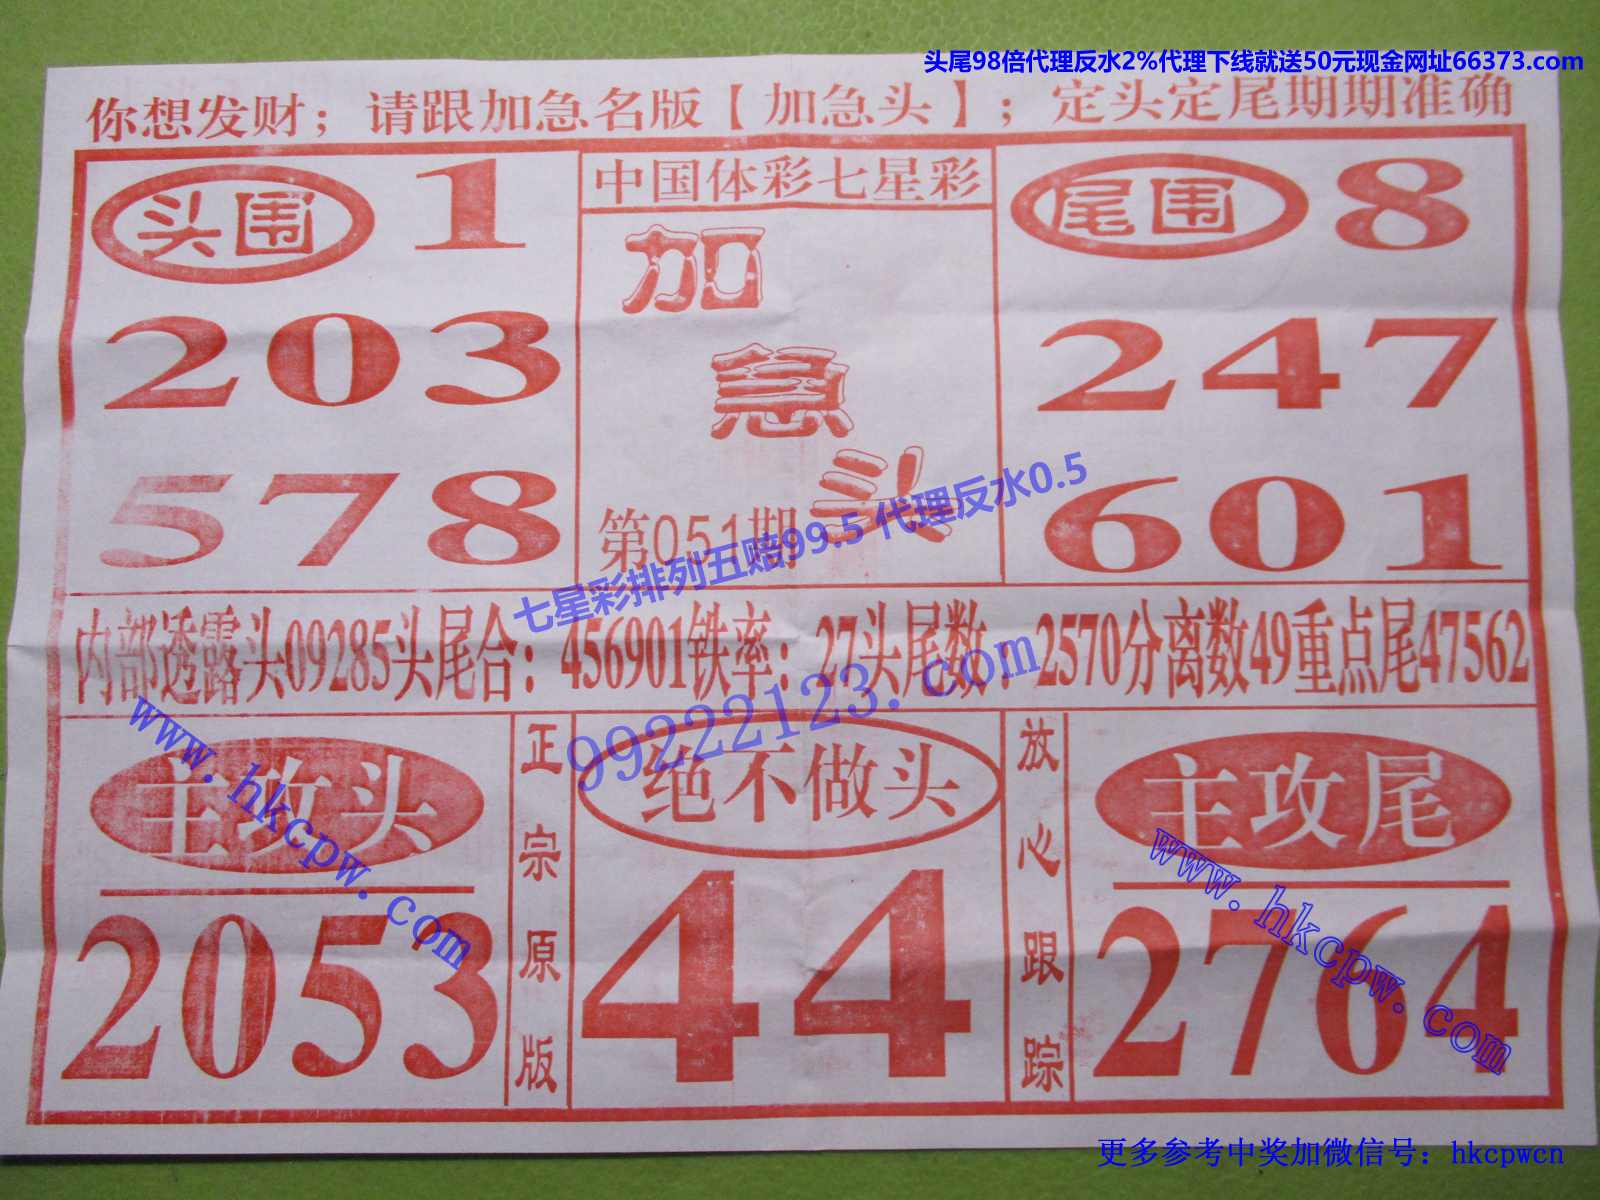 头尾98倍代理反水2%代理下线就送50元现金网址66373.com
你想发财；请跟加急名版【加急头】；定头定尾期期准确
头围 1
203
578
中国体彩七星彩
加
急
头
第051期
尾围 8
247
601
七星彩排列五赔99.5 代理反水0.5
内部透露头09285头尾合：456901铁率：27头尾数：2570分离数49重点尾47562
99222123.com
www.hkcpw.com
主攻头
2053
正宗原版
绝不做头
44
放心跟踪
主攻尾
2764
www.hkcpw.com
更多参考中奖加微信号：hkcpwcn